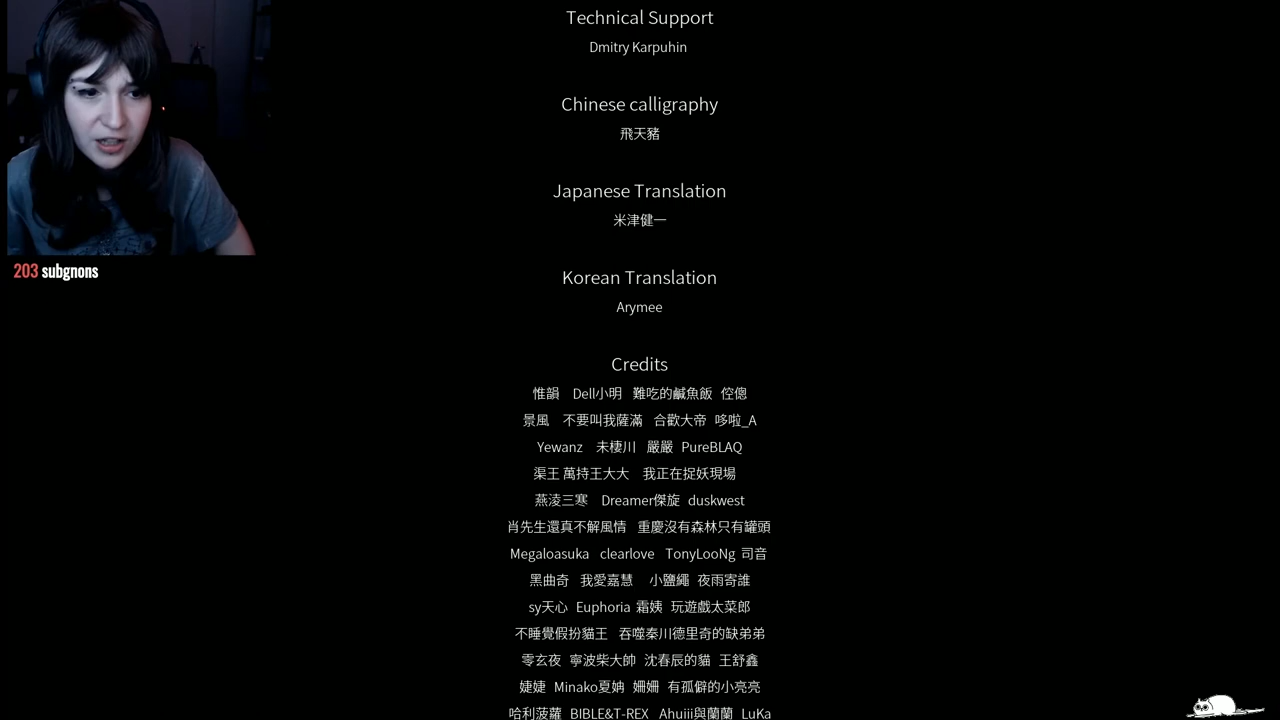 Technical Support
Dmitry Karpuhin
Chinese calligraphy
飛天豬
Japanese Translation
米津健一
Korean Translation
Arymee
203 subgnons
Credits
惟韻 Dell小明 難吃的鹹魚飯 倥傯
景風 不要叫我薩滿 合歡大帝 哆啦_A
Yewanz 未棲川 嚴嚴 PureBLAQ
渠王 萬持王大大 我正在捉妖現場
燕淩三寒 Dreamer傑旋 duskwest
肖先生還真不解風情 重慶沒有森林只有罐頭
Megaloasuka clearlove TonyLooNg 司音
黑曲奇 我愛嘉慧 小鹽繩 夜雨寄誰
sy天心 Euphoria 霜姨 玩遊戲太菜郎
不睡覺假扮貓王 吞噬秦川德里奇的缺弟弟
零玄夜 寧波柴大帥 沈春辰的貓 王舒鑫
婕婕 Minako夏妠 姍姍 有孤僻的小亮亮
哈利菠蘿 BIBLE&T-REX Ahuiii與蘭蘭 LuKa